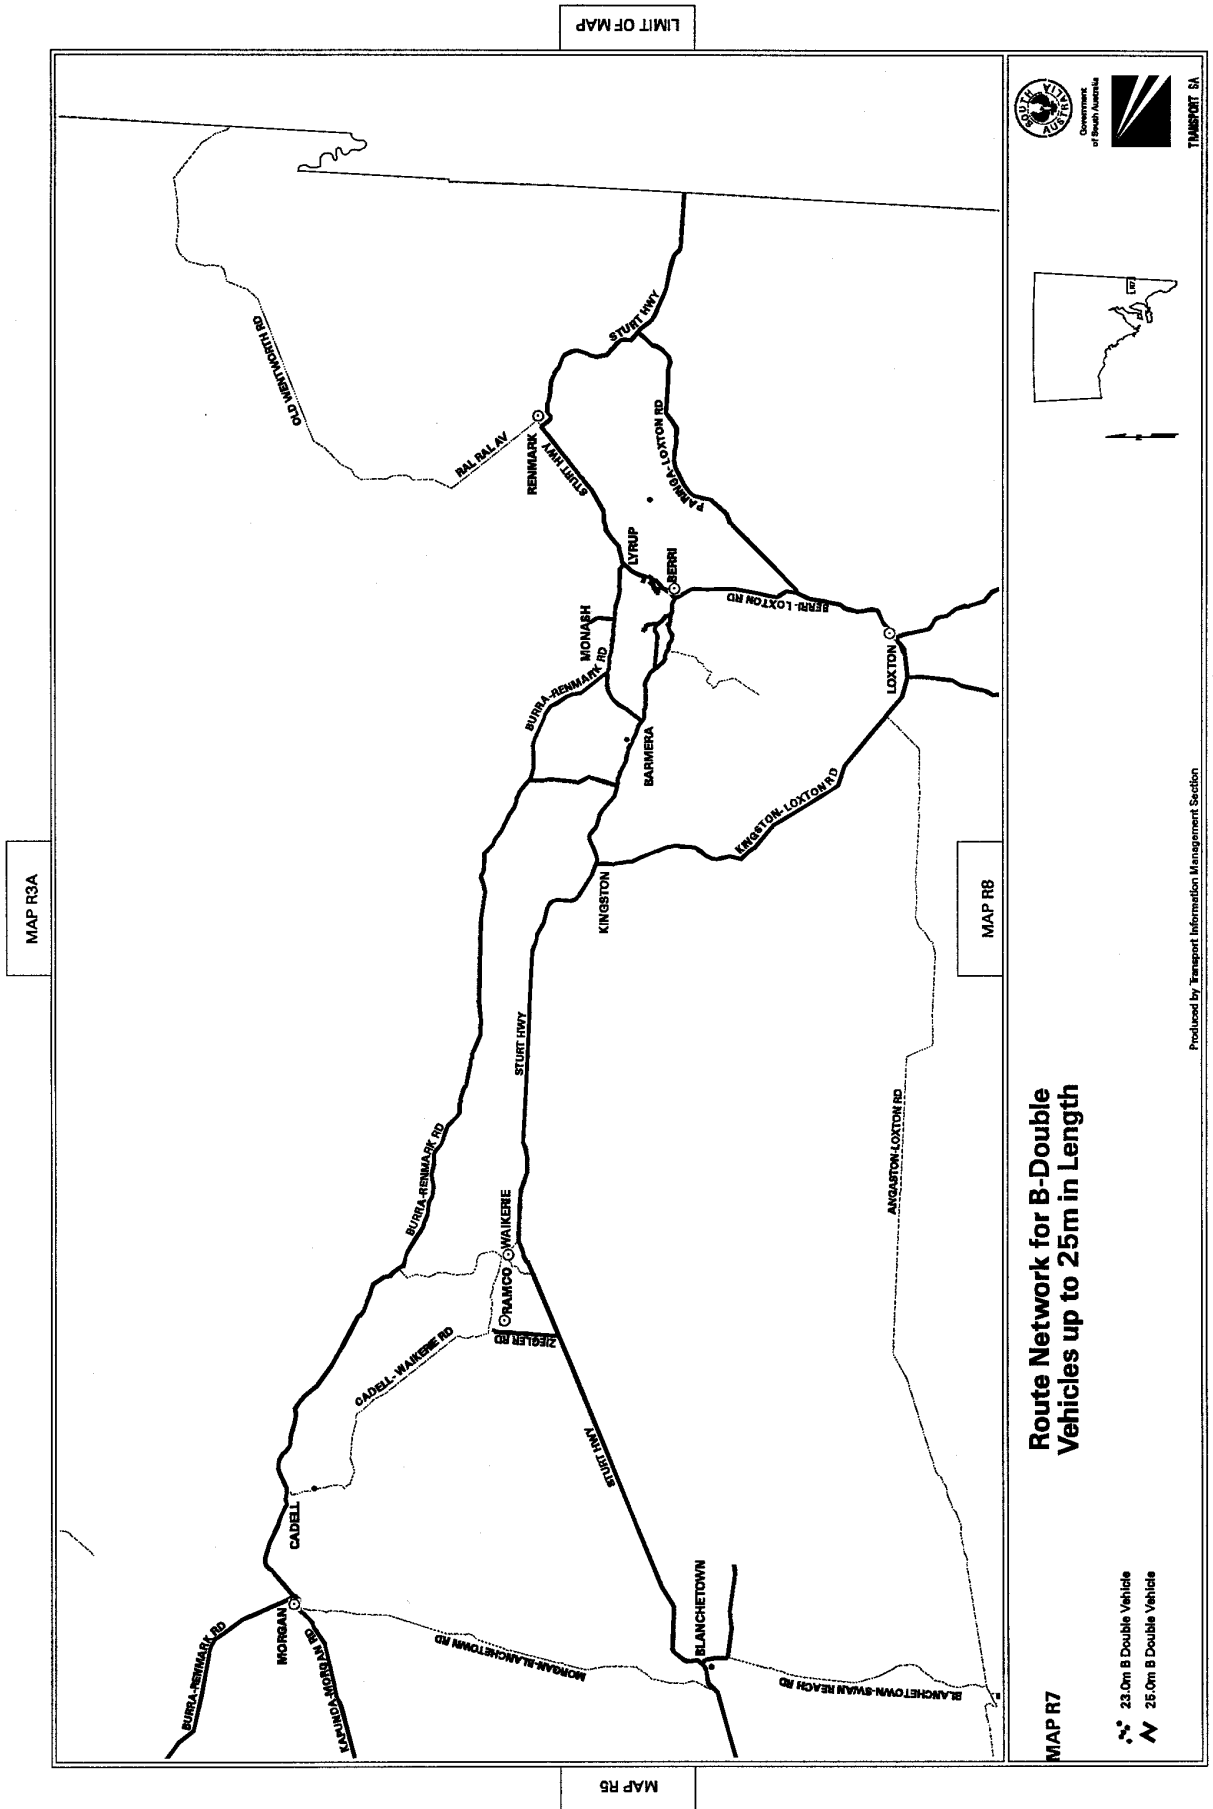 LIMIT OF MAP
MAP R3A
MAP R8
MAP R5
OLD WENTWORTH RD
RAL RAL AV
RENMARK
STURT HWY
STURT HWY
PARINGA-LOXTON RD
LYRUP
BERRI
BERRI-LOXTON RD
MONASH
BURRA-RENMARK RD
BARMERA
LOXTON
KINGSTON-LOXTON RD
KINGSTON
STURT HWY
BURRA-RENMARK RD
WAIKERIE
RAMCO
ZIEGLER RD
CADELL-WAIKERIE RD
ANGASTON-LOXTON RD
STURT HWY
CADELL
MORGAN
BURRA-RENMARK RD
KAPUNDA-MORGAN RD
MORGAN-BLANCHETOWN RD
BLANCHETOWN
BLANCHETOWN-SWAN REACH RD
MAP R7
Route Network for B-Double
Vehicles up to 25m in Length
23.0m B Double Vehicle
25.0m B Double Vehicle
Produced by Transport Information Management Section
R7
SOUTH AUSTRALIA
Government
of South Australia
TRANSPORT SA